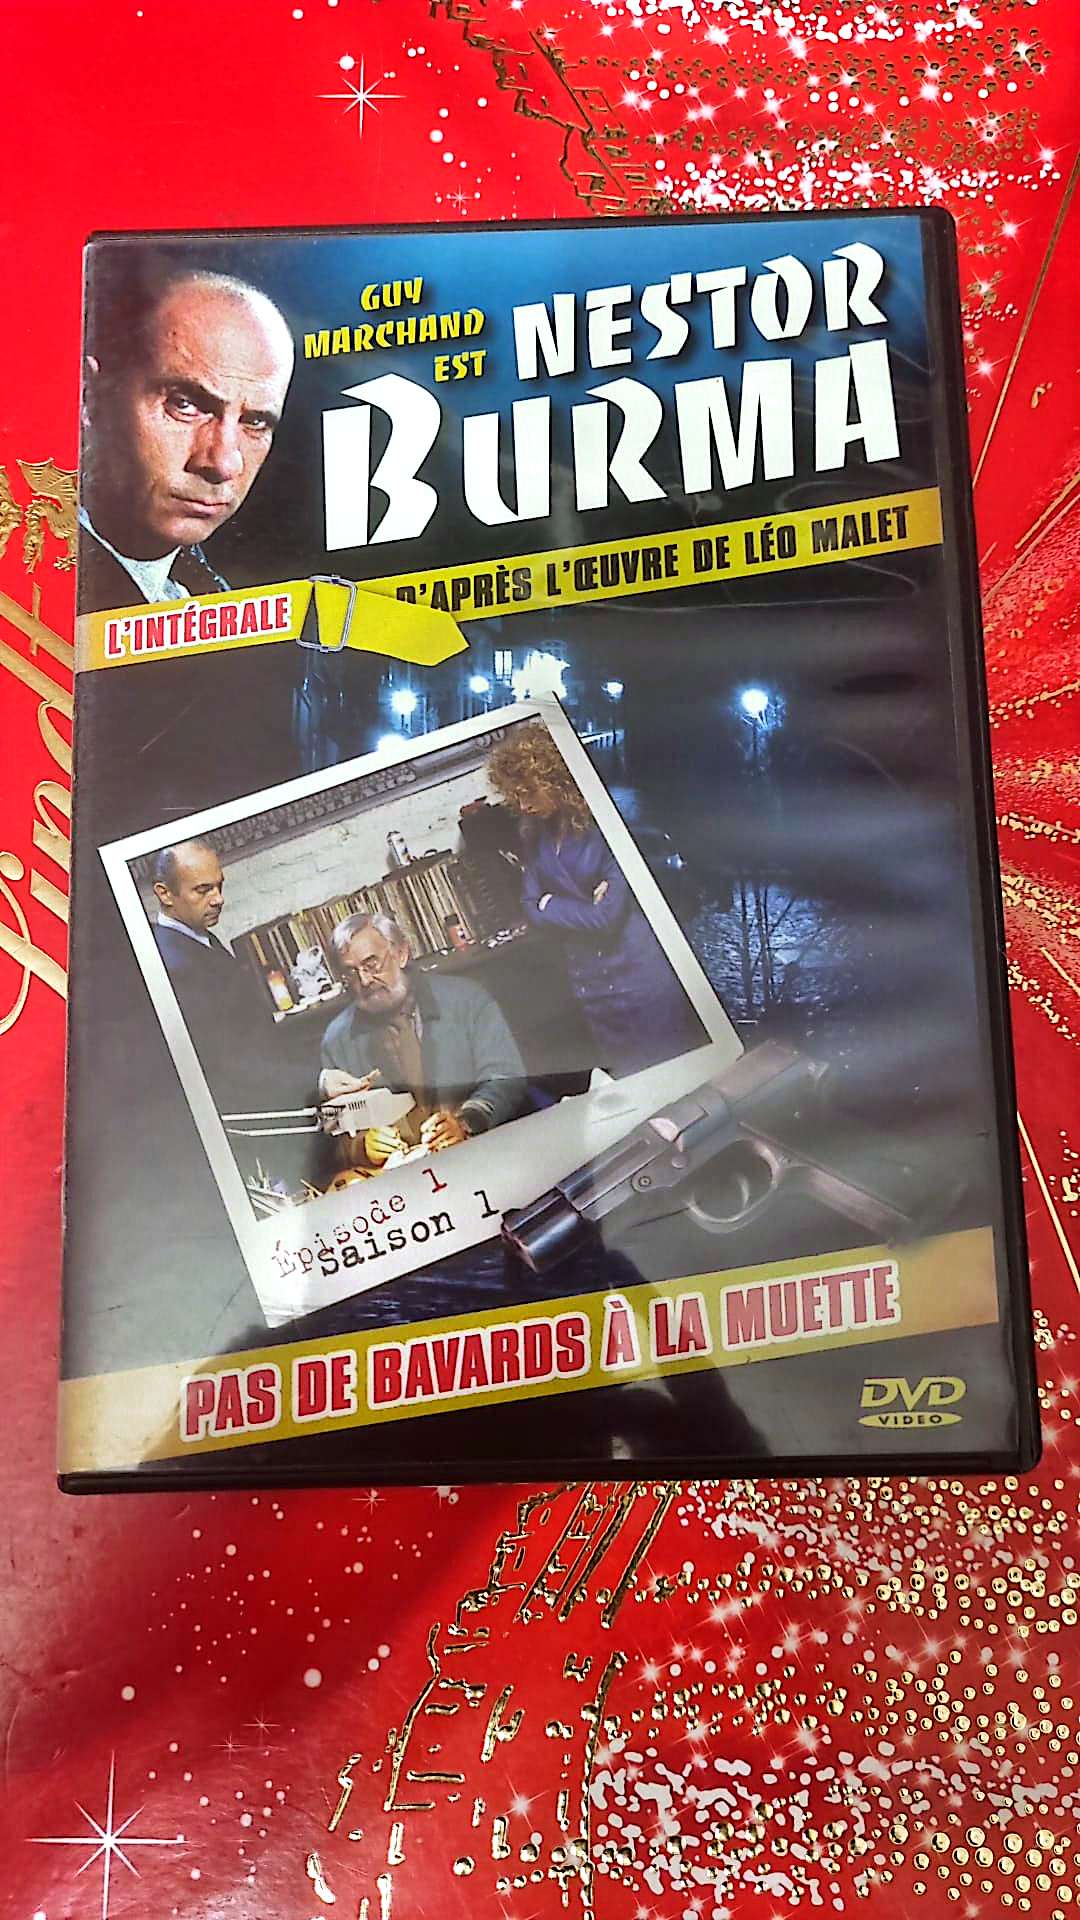 GUY
MARCHAND
EST
NESTOR
BURMA
L'INTÉGRALE
D'APRÈS L'ŒUVRE DE LÉO MALET
Épisode 1
Saison 1
PAS DE BAVARDS À LA MUETTE
DVD
VIDEO
Lindt